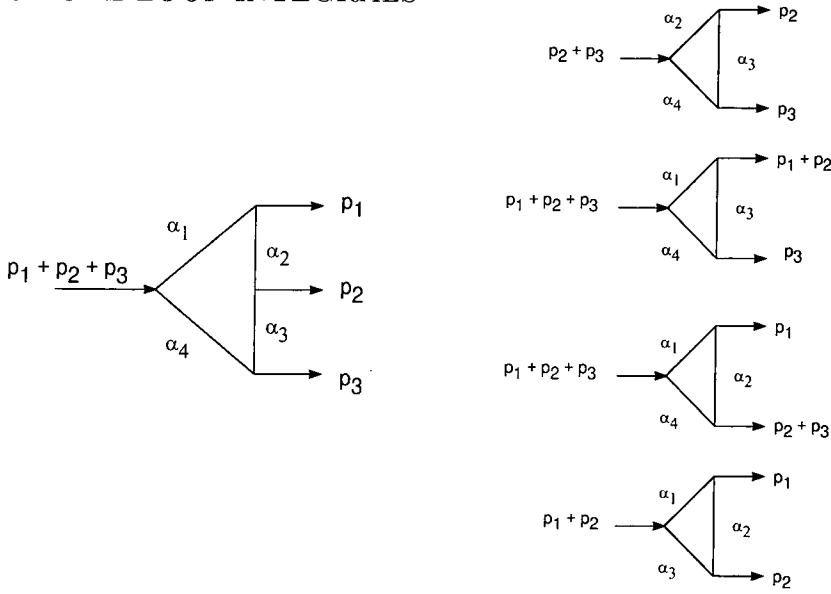 p₁
α₁
α₂
p₁ + p₂ + p₃
p₂
α₃
α₄
p₃
p₂
α₂
p₂ + p₃
α₃
α₄
p₃
p₁ + p₂
α₁
p₁ + p₂ + p₃
α₃
α₄
p₃
p₁
α₁
p₁ + p₂ + p₃
α₂
α₄
p₂ + p₃
p₁
α₁
p₁ + p₂
α₂
α₃
p₂